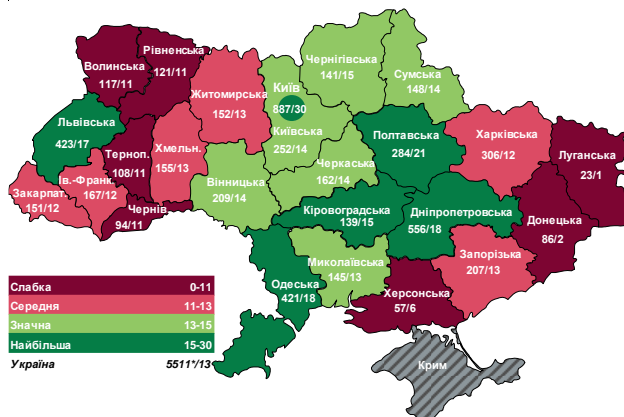 Рівненська
121/11
Волинська
117/11
Житомирська
152/13
Чернігівська
141/15
Сумська
148/14
Київ
887/30
Київська
252/14
Львівська
423/17
Терноп.
108/11
Хмельн.
155/13
Ів.-Франк.
167/12
Закарпат.
151/12
Чернів.
94/11
Вінницька
209/14
Черкаська
162/14
Полтавська
284/21
Харківська
306/12
Луганська
23/1
Кіровоградська
139/15
Дніпропетровська
556/18
Донецька
86/2
Запорізька
207/13
Миколаївська
145/13
Одеська
421/18
Херсонська
57/6
Крим
Слабка 0-11
Середня 11-13
Значна 13-15
Найбільша 15-30
Україна 5511*/13